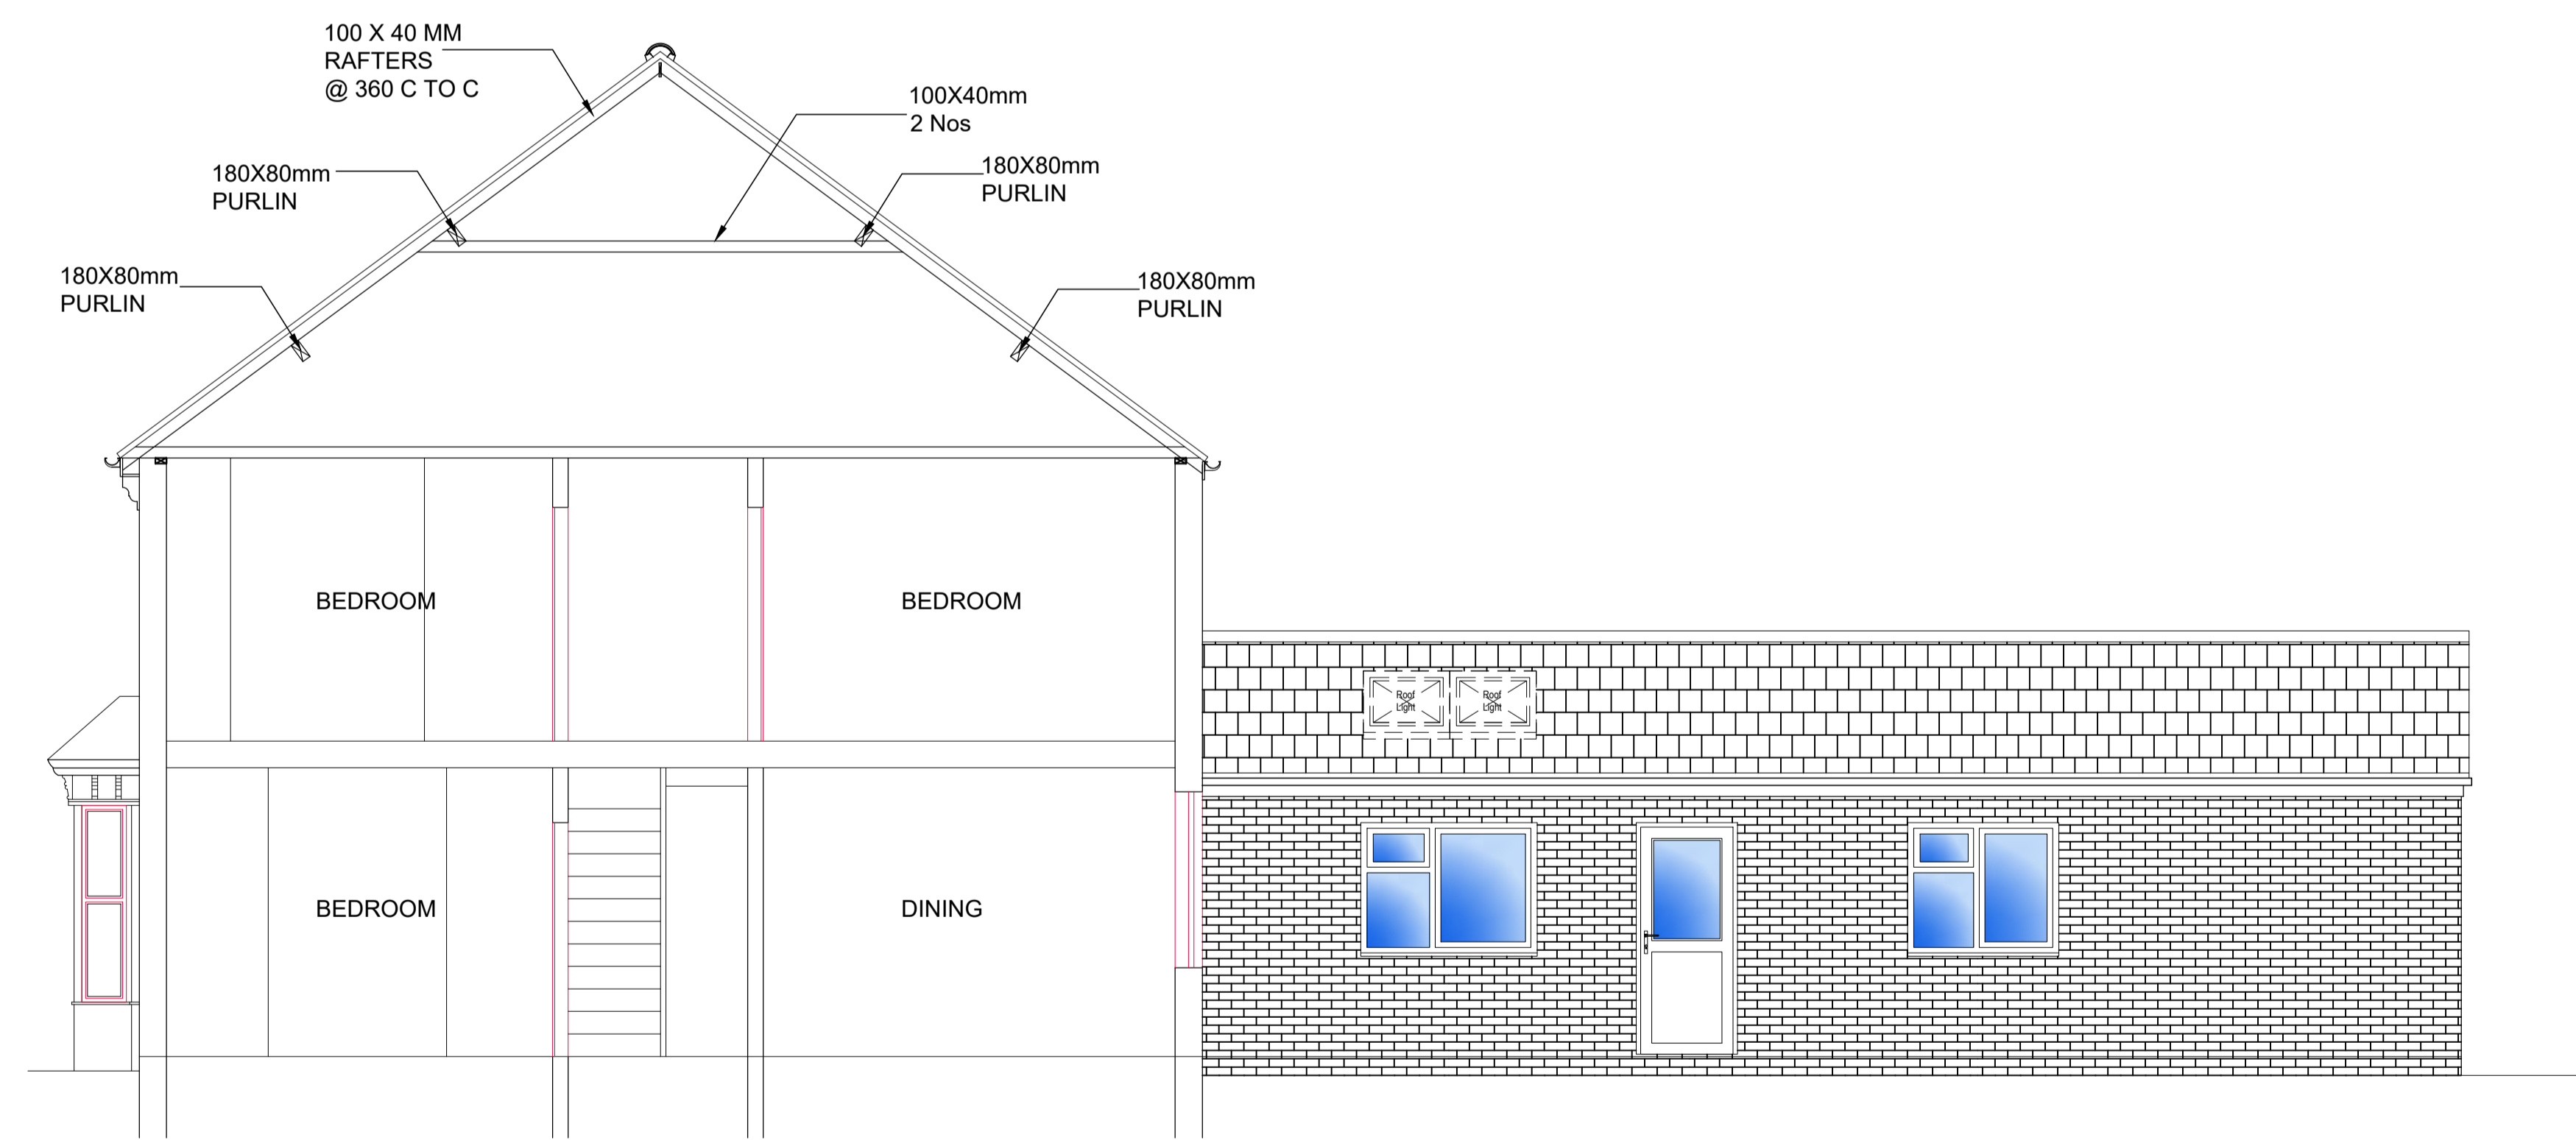 100 X 40 MM
RAFTERS
@ 360 C TO C
100X40mm
2 Nos
180X80mm
PURLIN
180X80mm
PURLIN
180X80mm
PURLIN
180X80mm
PURLIN
BEDROOM
BEDROOM
Roof
Light
Roof
Light
BEDROOM
DINING